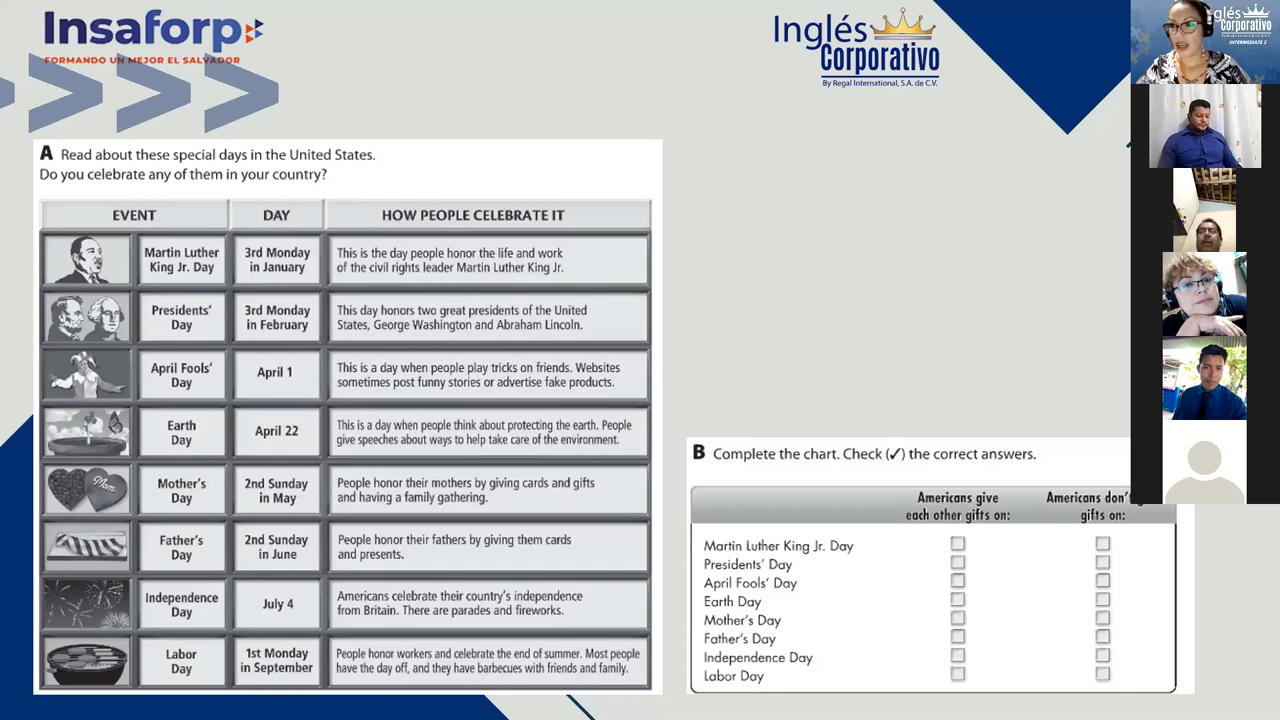 Insaforp
FORMANDO UN MEJOR EL SALVADOR
Inglés
Corporativo
By Regal International, S.A. de C.V.
glés
Corporativo
INTERMEDIATE 2
A Read about these special days in the United States.
Do you celebrate any of them in your country?
EVENT DAY HOW PEOPLE CELEBRATE IT
Martin Luther
King Jr. Day
3rd Monday
in January
This is the day people honor the life and work
of the civil rights leader Martin Luther King Jr.
Presidents'
Day
3rd Monday
in February
This day honors two great presidents of the United
States, George Washington and Abraham Lincoln.
April Fools'
Day
April 1
This is a day when people play tricks on friends. Websites
sometimes post funny stories or advertise fake products.
Earth
Day
April 22
This is a day when people think about protecting the earth. People
give speeches about ways to help take care of the environment.
Mom
Mother's
Day
2nd Sunday
in May
People honor their mothers by giving cards and gifts
and having a family gathering.
Father's
Day
2nd Sunday
in June
People honor their fathers by giving them cards
and presents.
Independence
Day
July 4
Americans celebrate their country's independence
from Britain. There are parades and fireworks.
Labor
Day
1st Monday
in September
People honor workers and celebrate the end of summer. Most people
have the day off, and they have barbecues with friends and family.
B Complete the chart. Check (✓) the correct answers.
Americans give
each other gifts on:
Americans don't
gifts on:
Martin Luther King Jr. Day
Presidents' Day
April Fools' Day
Earth Day
Mother's Day
Father's Day
Independence Day
Labor Day